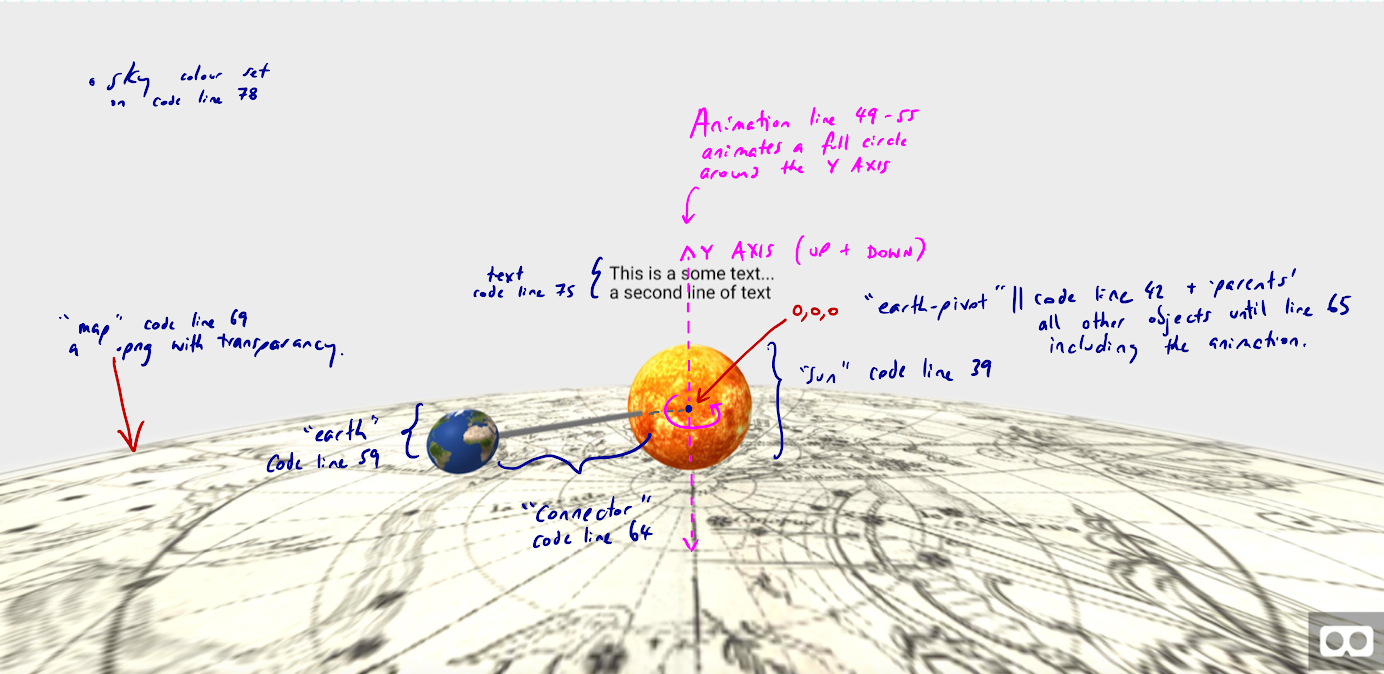 • sky colour set
on code line 78
Animation line 49-55
animates a full circle
around the Y AXIS
Y AXIS (UP + DOWN)
text
code line 75
This is a some text...
a second line of text
0,0,0
"earth-pivot" || code line 42 + 'parents'
all other objects until line 65
including the animation.
"map" code line 69
a .png with transparancy.
"sun" code line 39
"earth"
code line 59
"connector"
code line 64